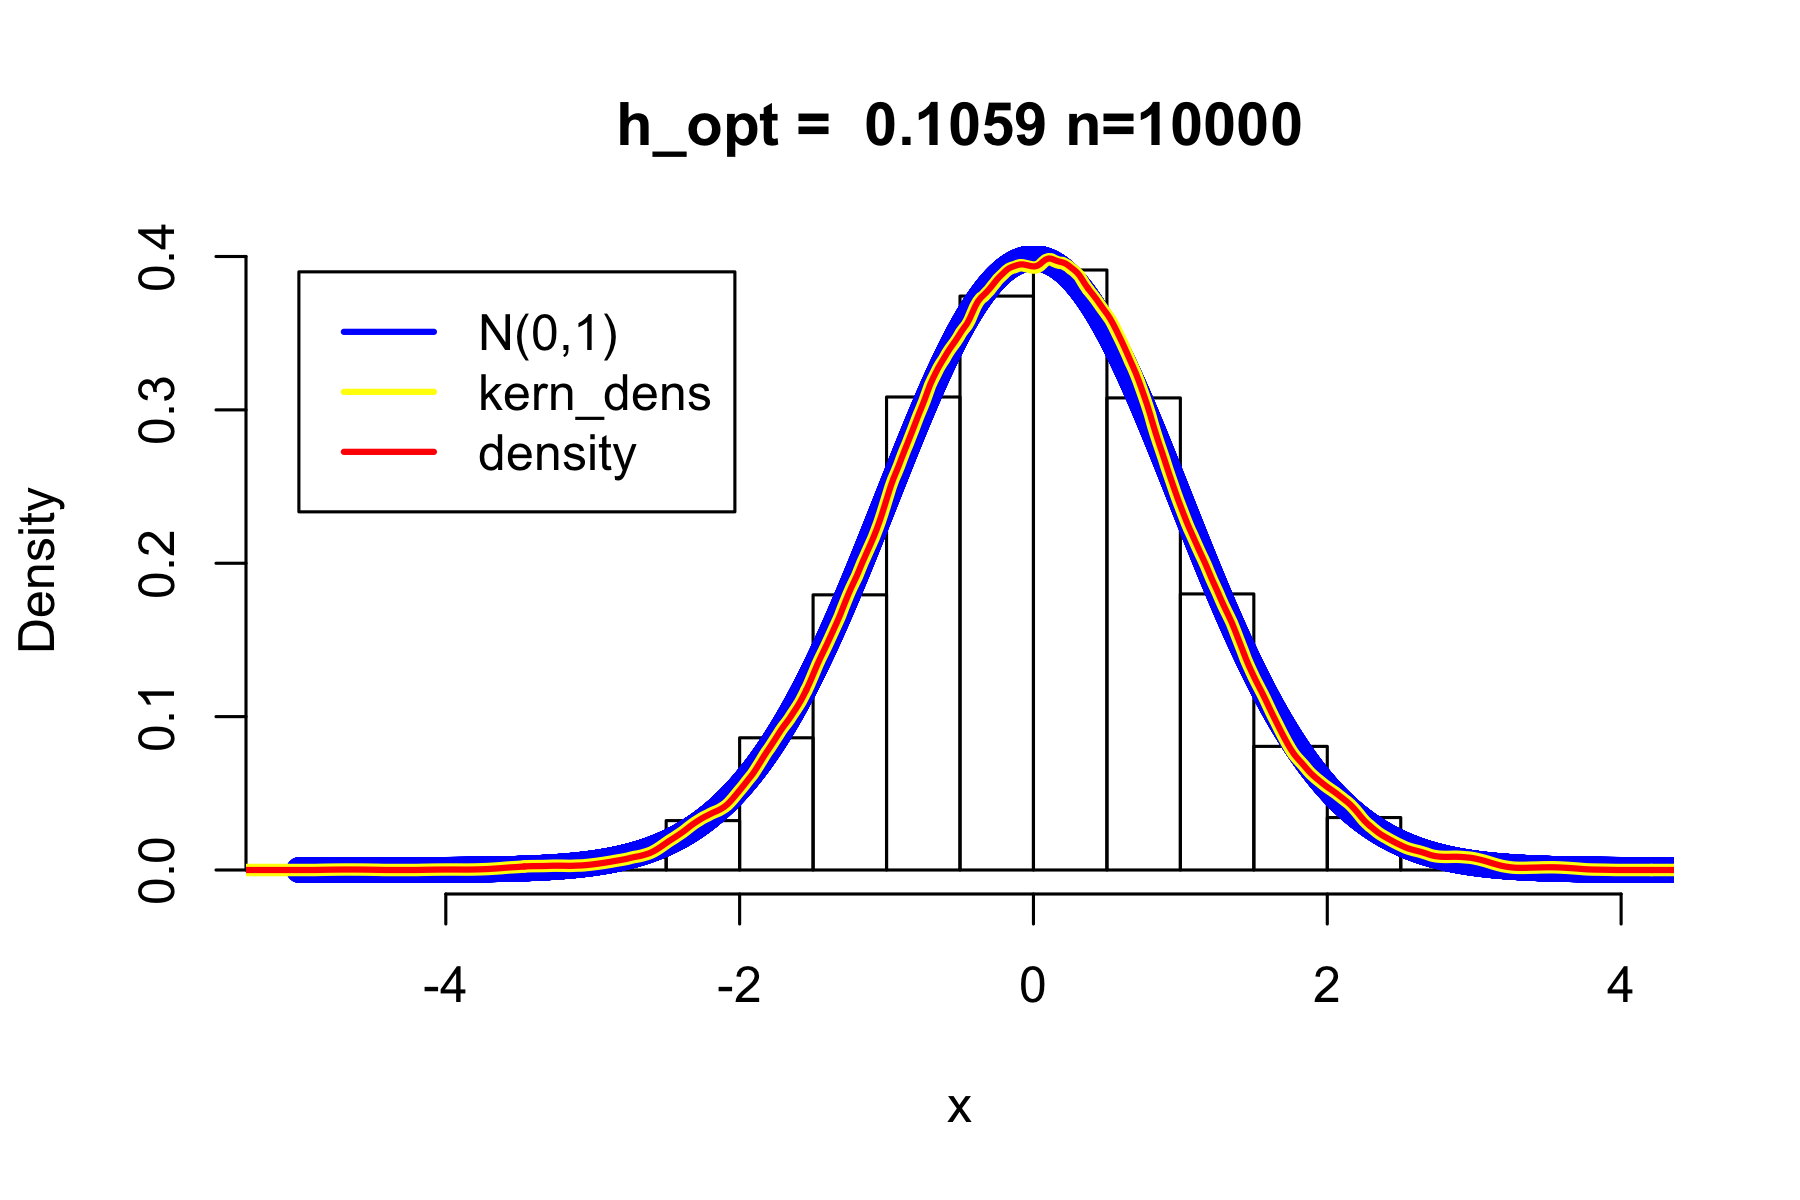 h_opt =  0.1059 n=10000
N(0,1)
kern_dens
density
Density
0.4
0.3
0.2
0.1
0.0
-4 -2 0 2 4
x